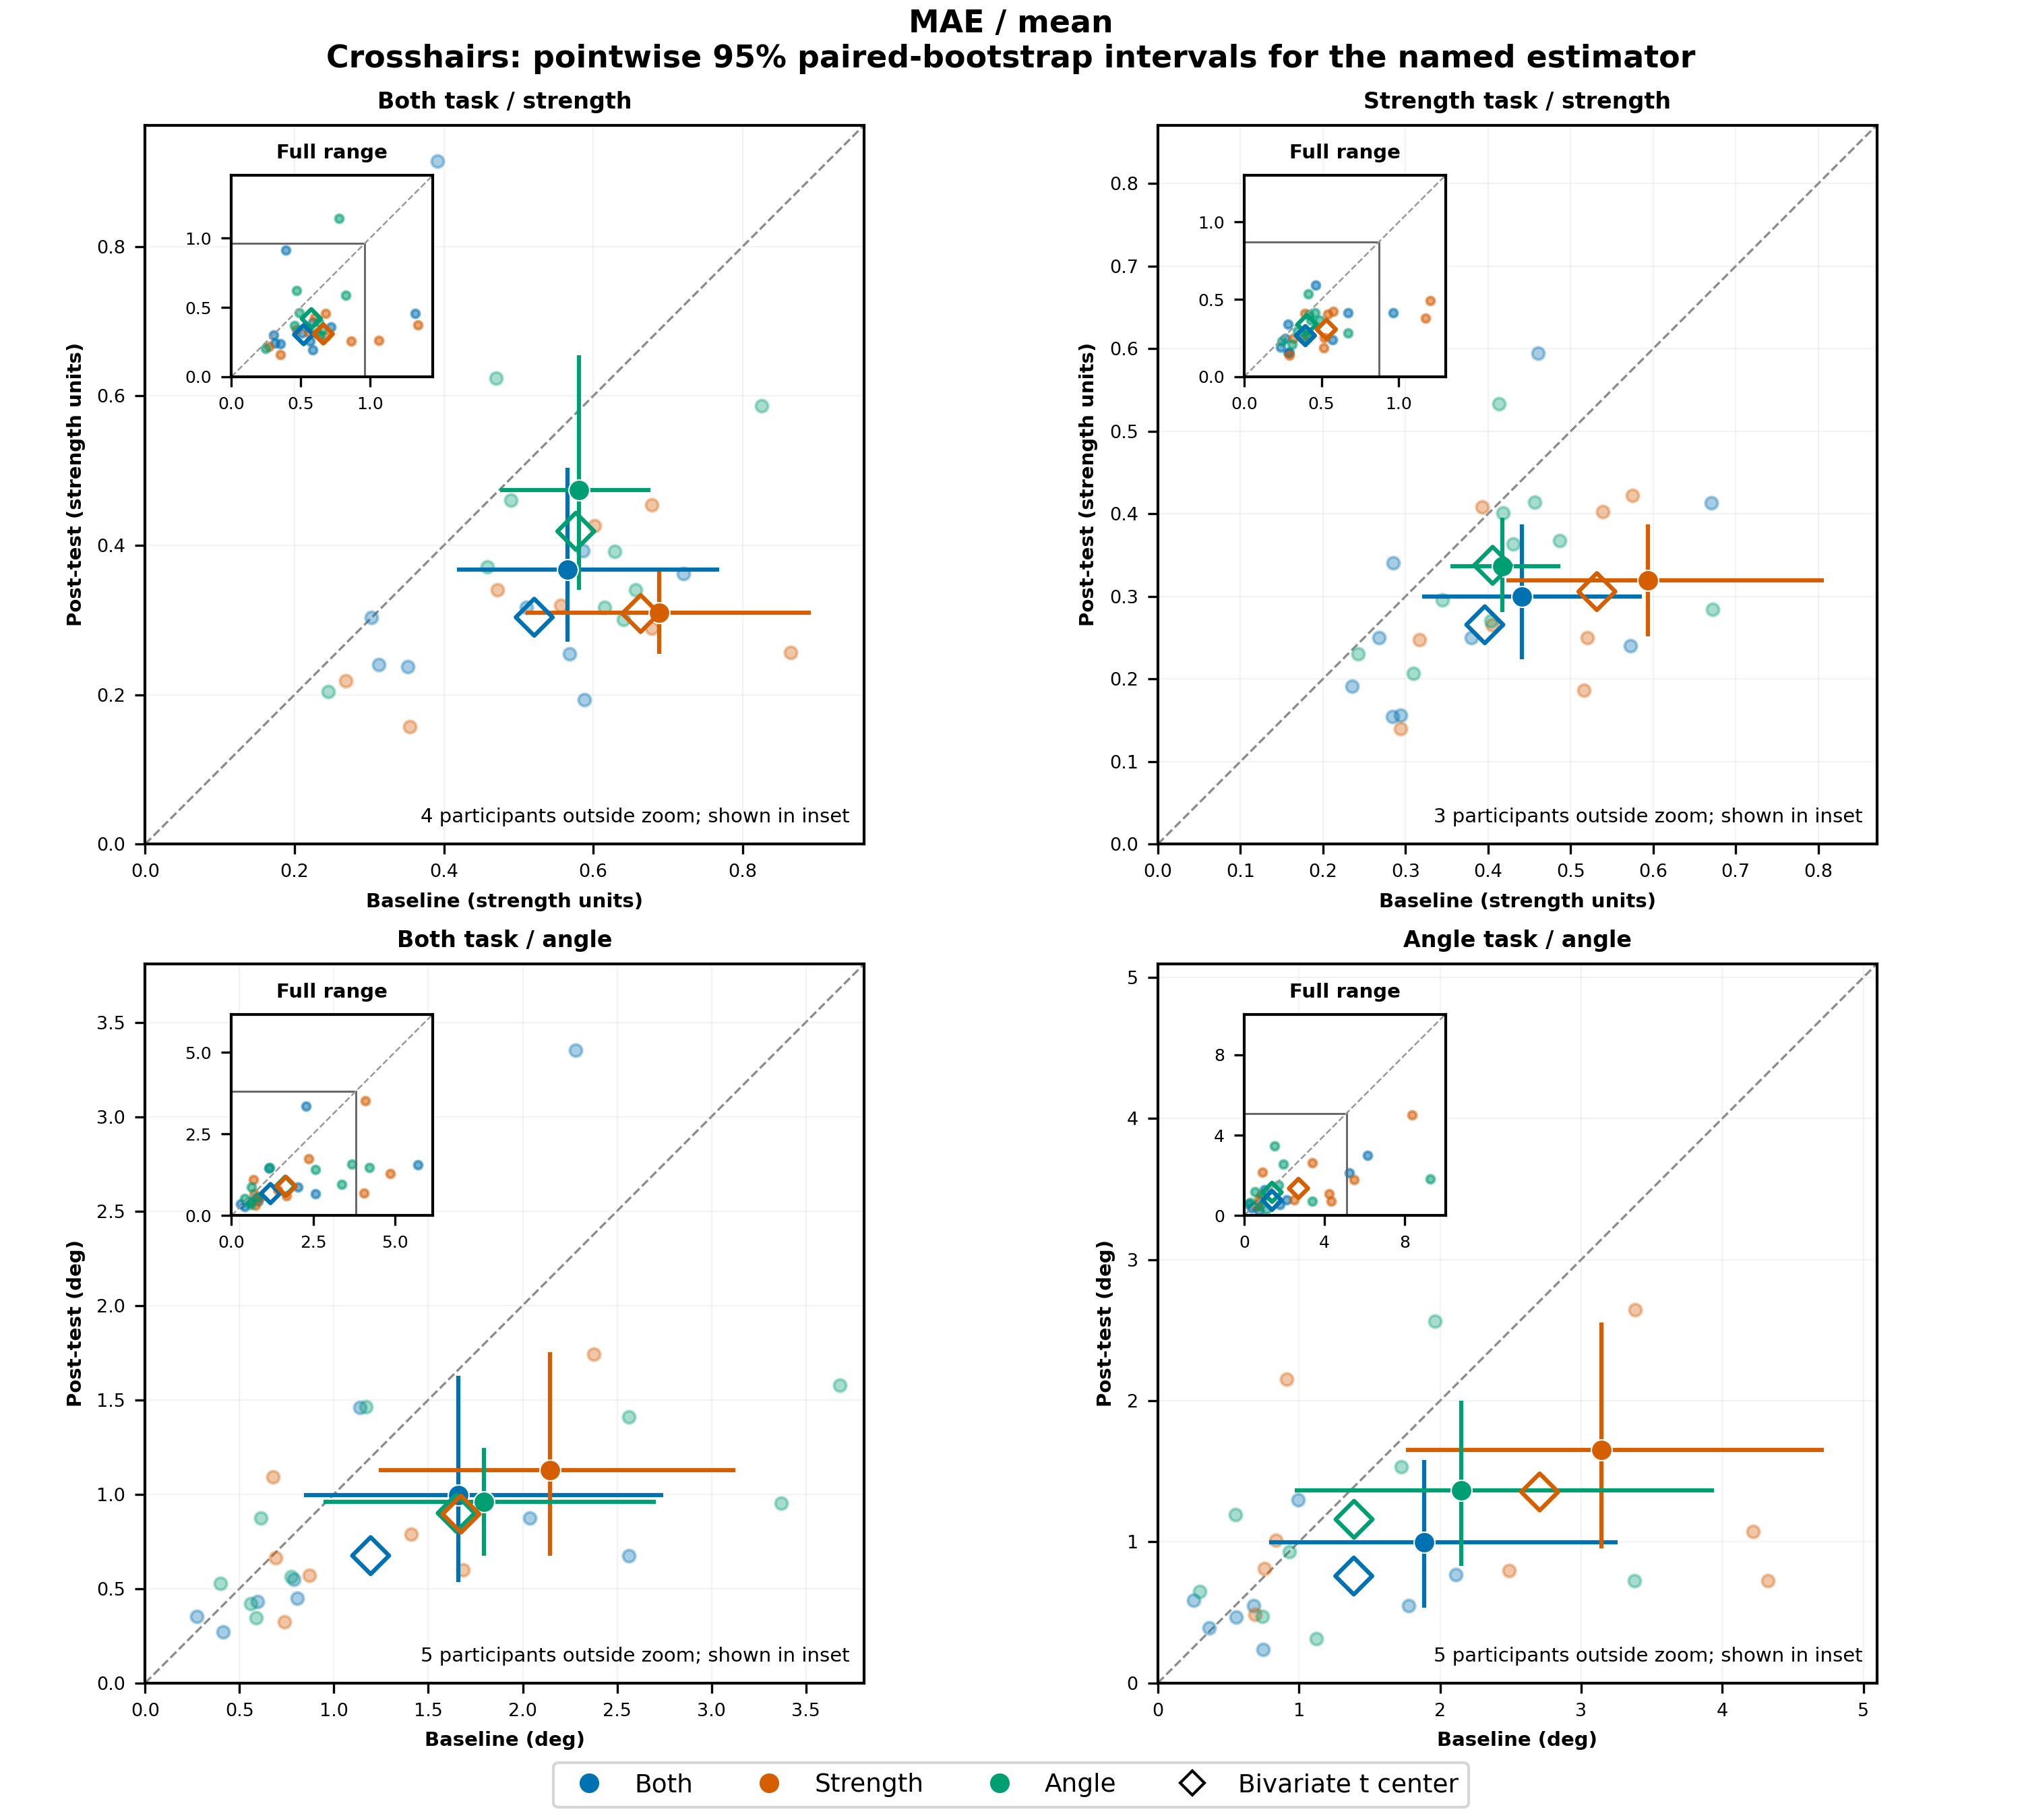 MAE / mean
Crosshairs: pointwise 95% paired-bootstrap intervals for the named estimator
Both task / strength
Full range
1.0
0.5
0.0
0.0 0.5 1.0
0.8
0.6
0.4
0.2
0.0
Post-test (strength units)
4 participants outside zoom; shown in inset
0.0 0.2 0.4 0.6 0.8
Baseline (strength units)
Strength task / strength
Full range
1.0
0.5
0.0
0.0 0.5 1.0
0.8
0.7
0.6
0.5
0.4
0.3
0.2
0.1
0.0
Post-test (strength units)
3 participants outside zoom; shown in inset
0.0 0.1 0.2 0.3 0.4 0.5 0.6 0.7 0.8
Baseline (strength units)
Both task / angle
Full range
5.0
2.5
0.0
0.0 2.5 5.0
3.5
3.0
2.5
2.0
1.5
1.0
0.5
0.0
Post-test (deg)
5 participants outside zoom; shown in inset
0.0 0.5 1.0 1.5 2.0 2.5 3.0 3.5
Baseline (deg)
Angle task / angle
Full range
8
4
0
0 4 8
5
4
3
2
1
0
Post-test (deg)
5 participants outside zoom; shown in inset
0 1 2 3 4 5
Baseline (deg)
Both Strength Angle Bivariate t center